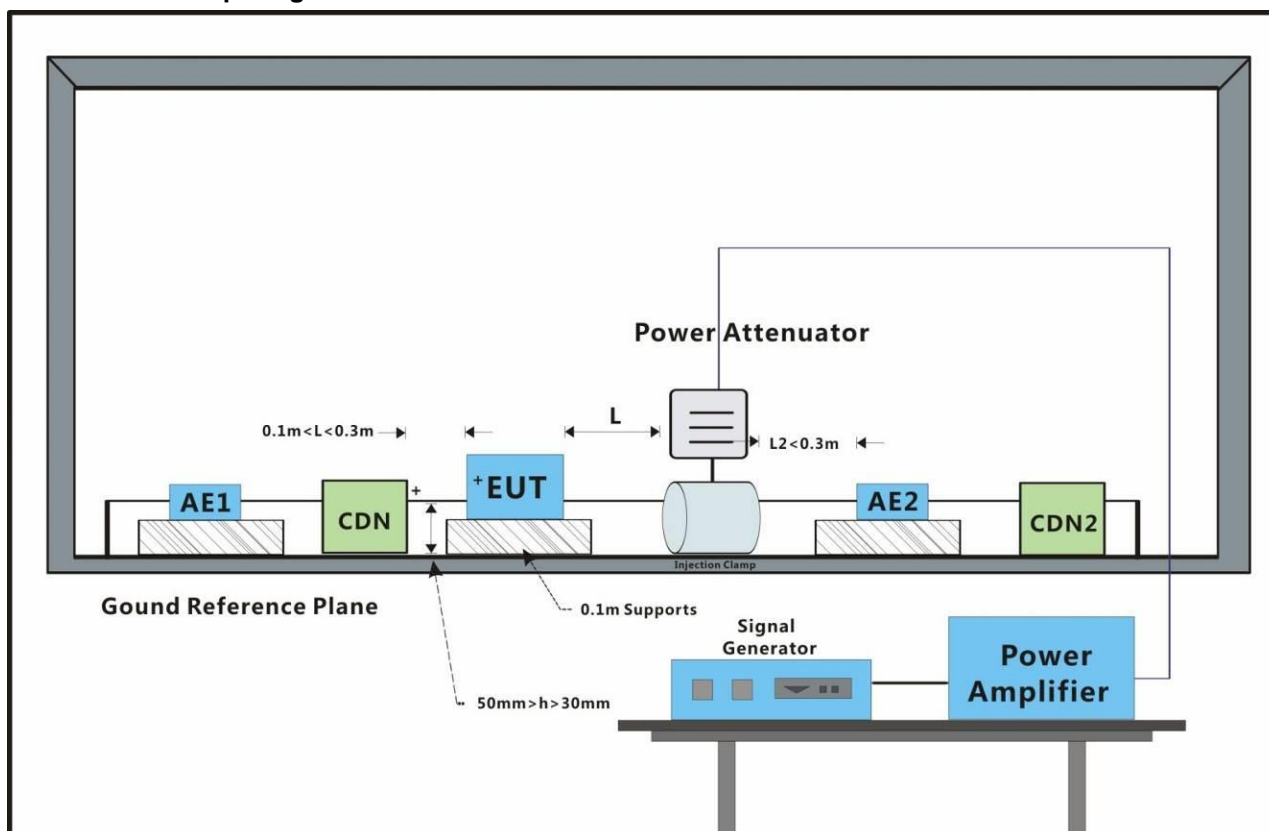 Power Attenuator
0.1m<L<0.3m
L
L2<0.3m
+
+EUT
AE1
CDN
AE2
CDN2
Injection Clamp
Gound Reference Plane
0.1m Supports
Signal
Generator
Power
Amplifier
50mm>h>30mm